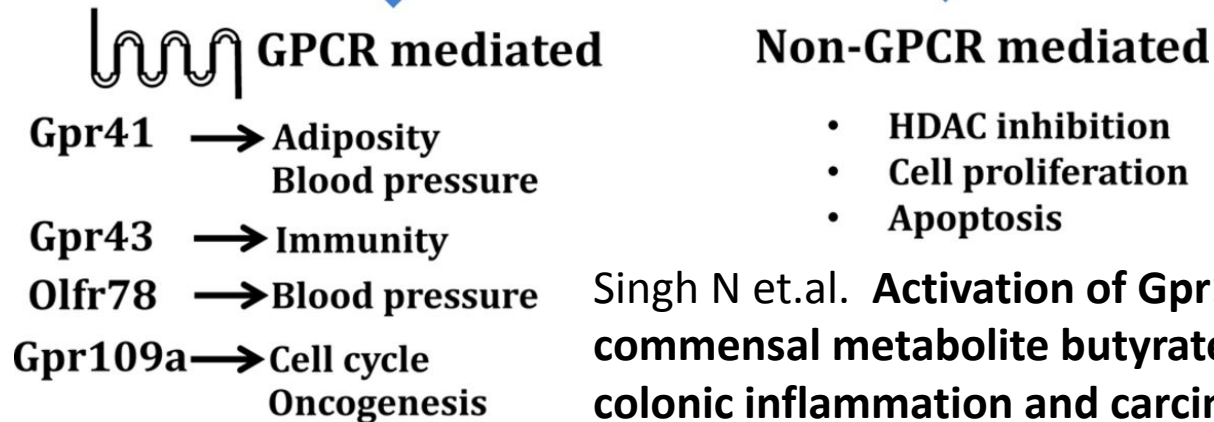 GPCR mediated
Gpr41 → Adiposity
Blood pressure
Gpr43 → Immunity
Olfr78 → Blood pressure
Gpr109a → Cell cycle
Oncogenesis
Non-GPCR mediated
• HDAC inhibition
• Cell proliferation
• Apoptosis
Singh N et.al. Activation of Gpr
commensal metabolite butyrate
colonic inflammation and carcin